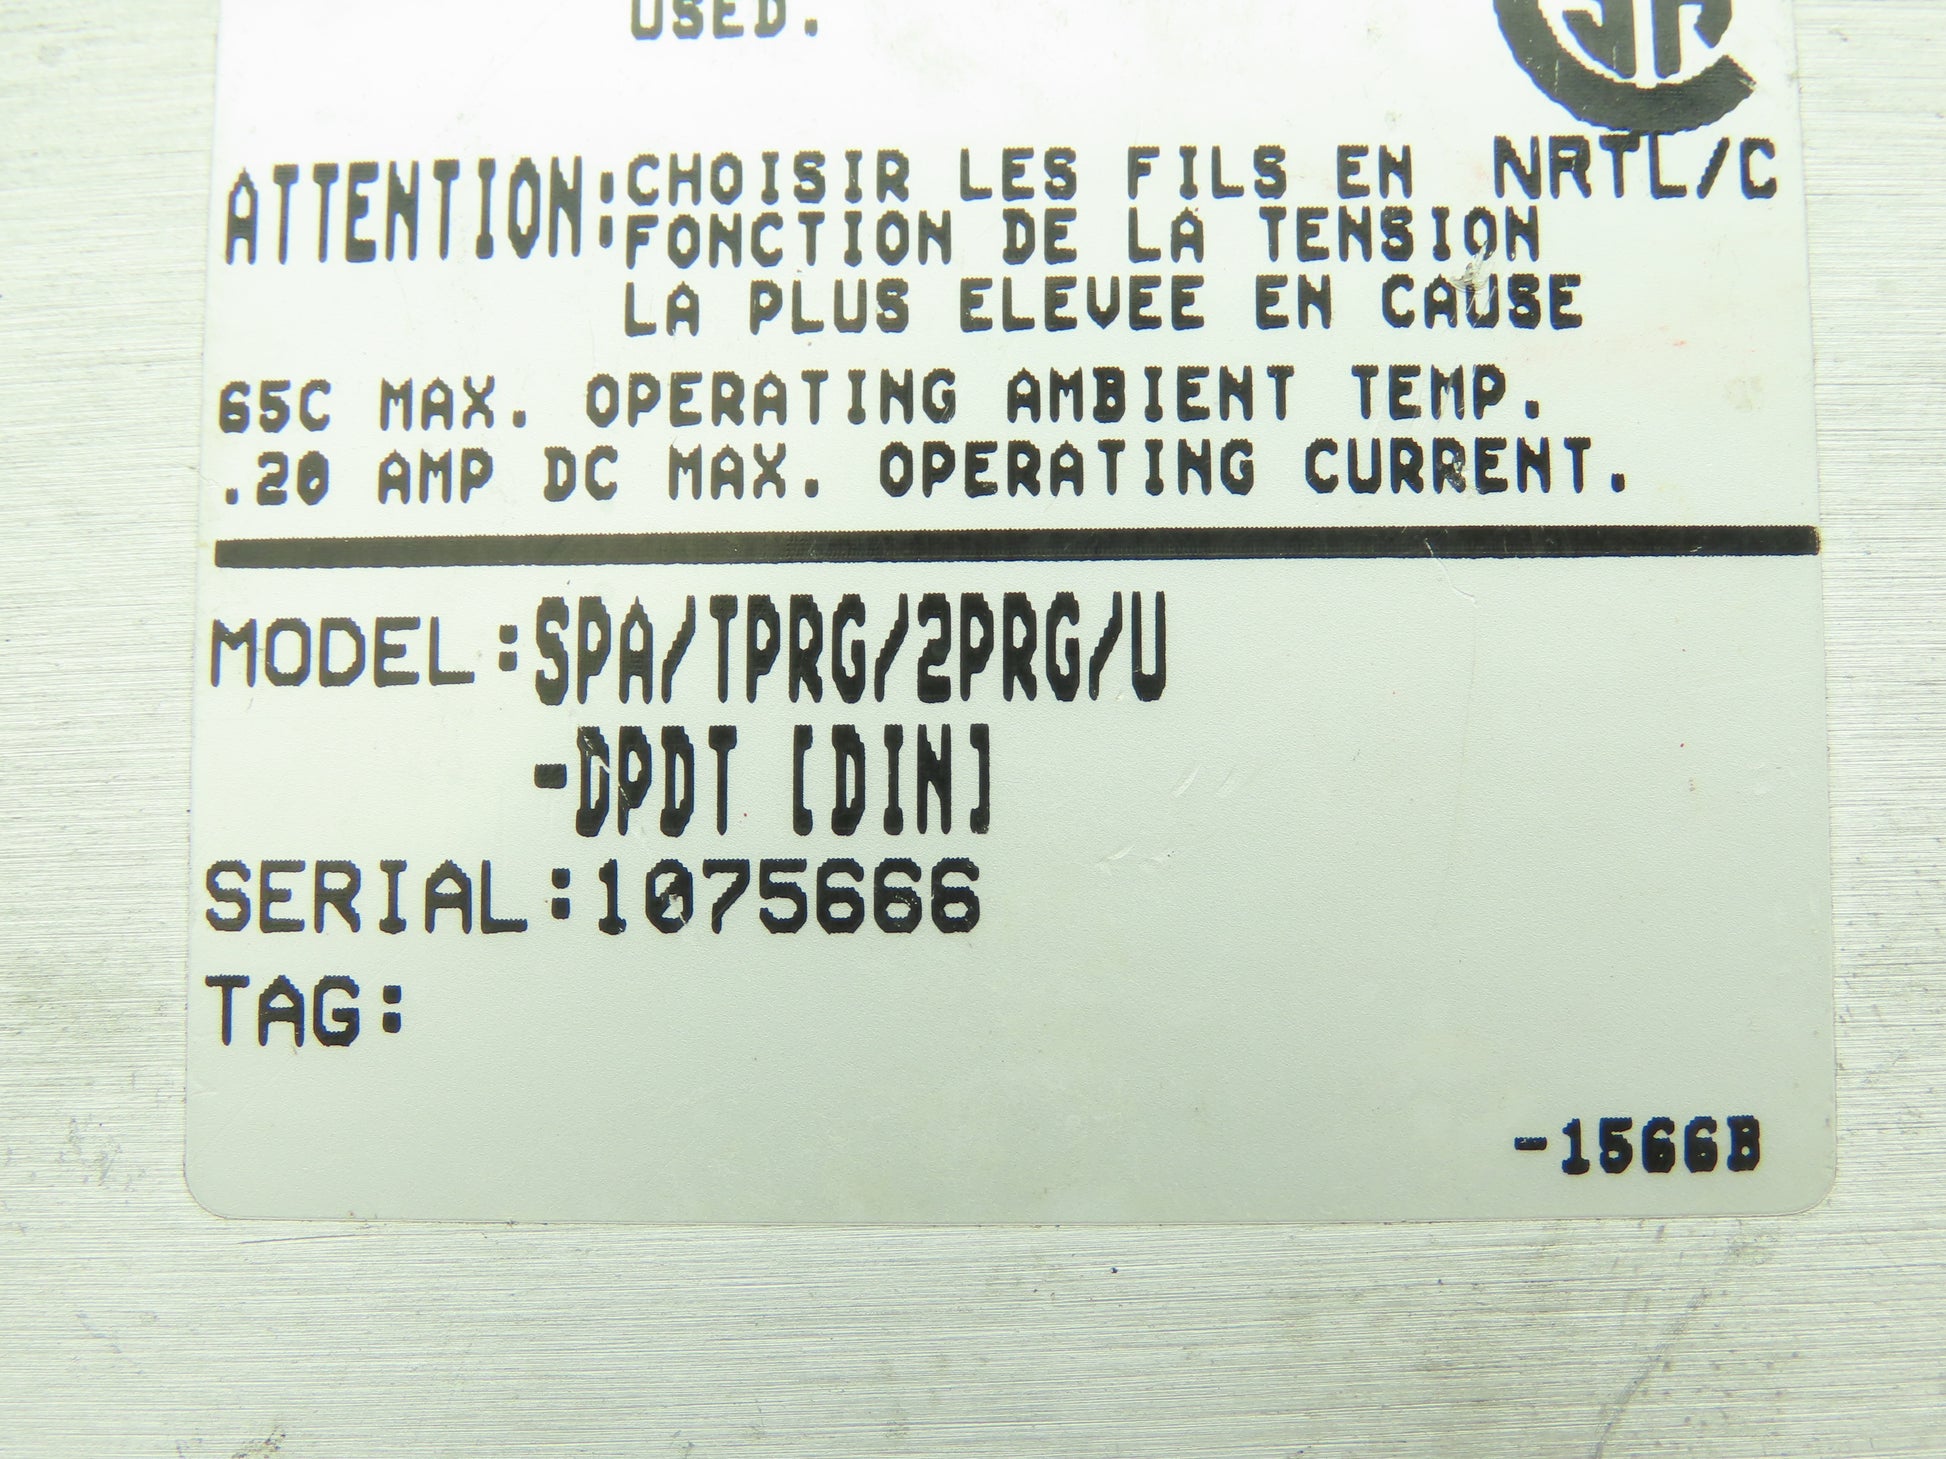 USED.
ATTENTION: CHOISIR LES FILS EN NRTL/C
FONCTION DE LA TENSION
LA PLUS ELEVEE EN CAUSE
65C MAX. OPERATING AMBIENT TEMP.
.20 AMP DC MAX. OPERATING CURRENT.
MODEL:SPA/TPRG/2PRG/U
-DPDT [DIN]
SERIAL:1075666
TAG:
-1566B